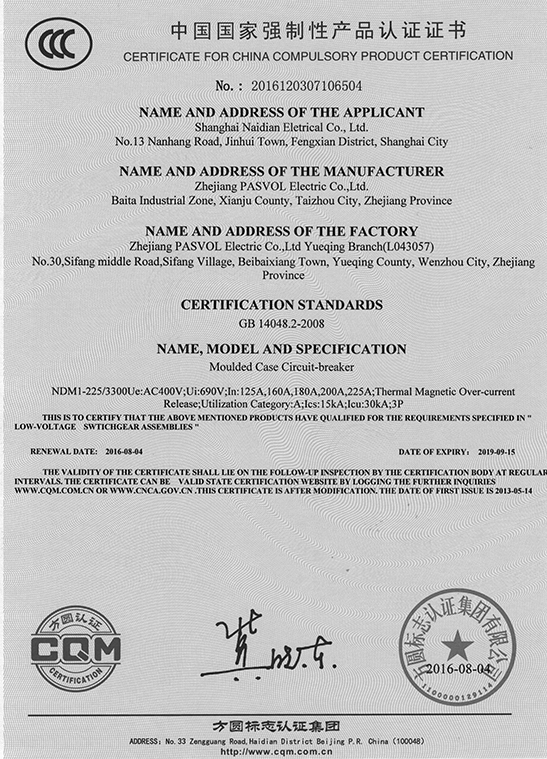 CCC
中国国家强制性产品认证证书
CERTIFICATE FOR CHINA COMPULSORY PRODUCT CERTIFICATION
No.: 2016120307106504
NAME AND ADDRESS OF THE APPLICANT
Shanghai Naidian Eletrical Co., Ltd.
No.13 Nanhang Road, Jinhui Town, Fengxian District, Shanghai City
NAME AND ADDRESS OF THE MANUFACTURER
Zhejiang PASVOL Electric Co.,Ltd.
Baita Industrial Zone, Xianju County, Taizhou City, Zhejiang Province
NAME AND ADDRESS OF THE FACTORY
Zhejiang PASVOL Electric Co.,Ltd Yueqing Branch(L043057)
No.30,Sifang middle Road,Sifang Village, Beibaixiang Town, Yueqing County, Wenzhou City, Zhejiang
Province
CERTIFICATION STANDARDS
GB 14048.2-2008
NAME, MODEL AND SPECIFICATION
Moulded Case Circuit-breaker
NDM1-225/3300Ue:AC400V;Ui:690V;In:125A,160A,180A,200A,225A;Thermal Magnetic Over-current
Release;Utilization Category:A;Ics:15kA;Icu:30kA;3P
THIS IS TO CERTIFY THAT THE ABOVE MENTIONED PRODUCTS HAVE QUALIFIED FOR THE REQUIREMENTS SPECIFIED IN "
LOW-VOLTAGE SWTICHGEAR ASSEMBLIES "
RENEWAL DATE: 2016-08-04 DATE OF EXPIRY: 2019-09-15
THE VALIDITY OF THE CERTIFICATE SHALL LIE ON THE FOLLOW-UP INSPECTION BY THE CERTIFICATION BODY AT REGULAR
INTERVALS. THE CERTIFICATE CAN BE VALID STATE CERTIFICATION WEBSITE BY LOGGING THE FURTHER INQUIRIES
WWW.CQM.COM.CN OR WWW.CNCA.GOV.CN .THIS CERTIFICATE IS AFTER MODIFICATION. THE DATE OF FIRST ISSUE IS 2013-05-14
方圆认证
CQM
CERTIFICATION
方圆标志认证集团有限公司
2016-08-04
1100000129114
方圆标志认证集团
ADDRESS: No.33 Zengguang Road,Haidian District Beijing P.R. China (100048)
http://www.cqm.com.cn